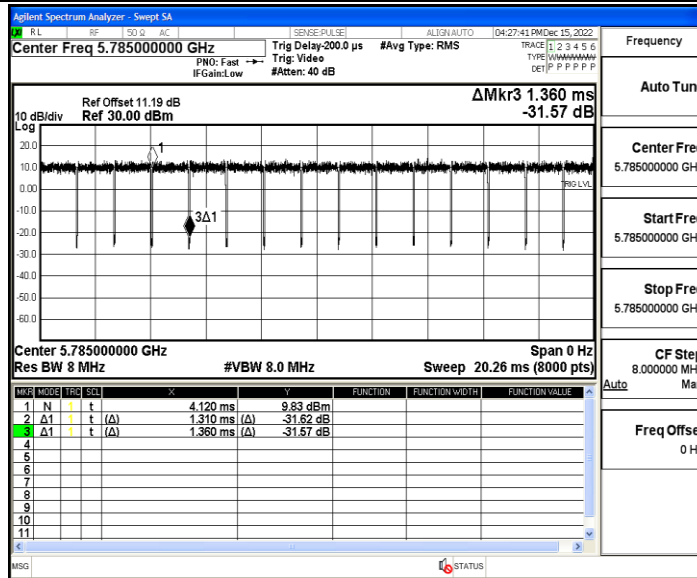 Agilent Spectrum Analyzer - Swept SA
RL RF 50 Ω AC SENSE:PULSE ALIGN AUTO 04:27:41 PM Dec 15, 2022
Center Freq 5.785000000 GHz
PNO: Fast
IFGain:Low
Trig Delay-200.0 µs
Trig: Video
#Atten: 40 dB
#Avg Type: RMS
TRACE 1 2 3 4 5 6
TYPE WWWWWW
DET P P P P P P
Ref Offset 11.19 dB
10 dB/div Ref 30.00 dBm
ΔMkr3 1.360 ms
-31.57 dB
Log
20.0
10.0
0.00
-10.0
-20.0
-30.0
-40.0
-50.0
-60.0
1
3Δ1
TRIG LVL
Center 5.785000000 GHz Span 0 Hz
Res BW 8 MHz #VBW 8.0 MHz Sweep 20.26 ms (8000 pts)
MKR MODE TRC SCL X Y FUNCTION FUNCTION WIDTH FUNCTION VALUE
1 N 1 t 4.120 ms 9.83 dBm
2 Δ1 1 t (Δ) 1.310 ms (Δ) -31.62 dB
3 Δ1 1 t (Δ) 1.360 ms (Δ) -31.57 dB
4
5
6
7
8
9
10
11
MSG STATUS
Frequency
Auto Tun
Center Fre
5.785000000 GH
Start Fre
5.785000000 GH
Stop Fre
5.785000000 GH
CF Step
8.000000 MH
Auto Ma
Freq Offse
0 H